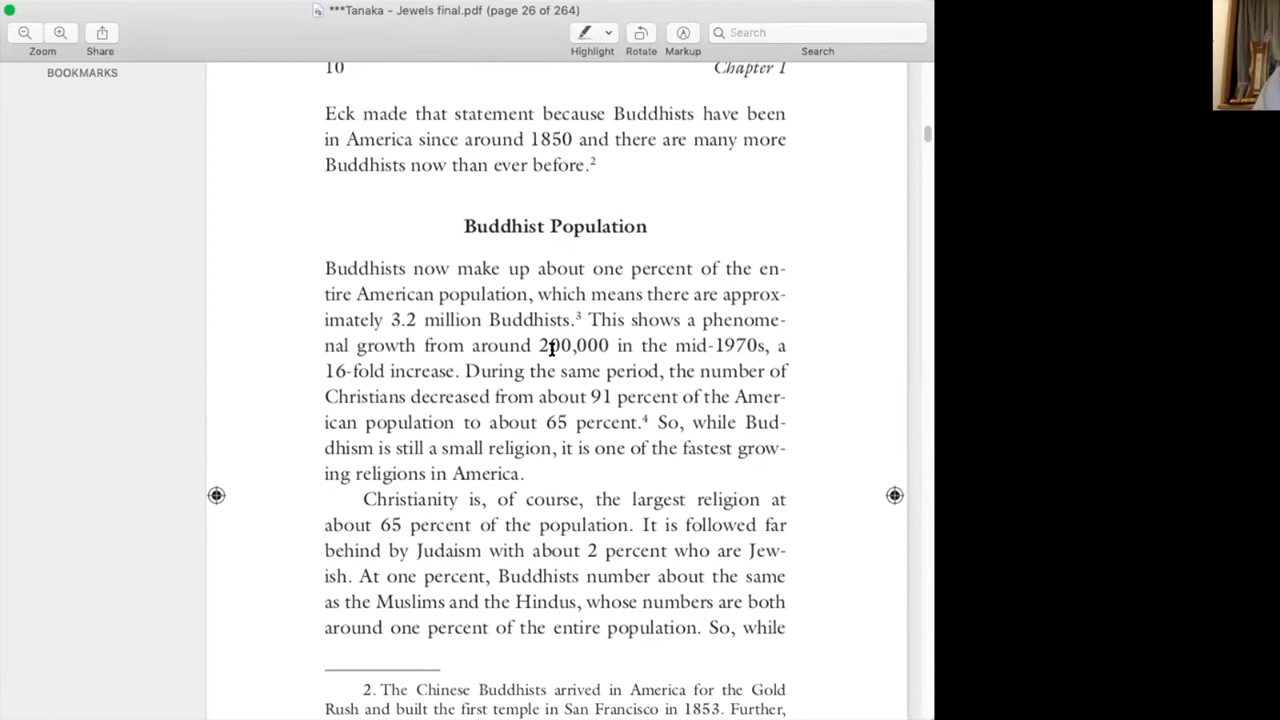 ***Tanaka - Jewels final.pdf (page 26 of 264)
Search
Zoom
Share
Highlight
Rotate
Markup
Search
BOOKMARKS
10
Chapter 1
Eck made that statement because Buddhists have been
in America since around 1850 and there are many more
Buddhists now than ever before.²
Buddhist Population
Buddhists now make up about one percent of the en-
tire American population, which means there are approx-
imately 3.2 million Buddhists.³ This shows a phenome-
nal growth from around 200,000 in the mid-1970s, a
16-fold increase. During the same period, the number of
Christians decreased from about 91 percent of the Amer-
ican population to about 65 percent.⁴ So, while Bud-
dhism is still a small religion, it is one of the fastest grow-
ing religions in America.
Christianity is, of course, the largest religion at
about 65 percent of the population. It is followed far
behind by Judaism with about 2 percent who are Jew-
ish. At one percent, Buddhists number about the same
as the Muslims and the Hindus, whose numbers are both
around one percent of the entire population. So, while
2. The Chinese Buddhists arrived in America for the Gold
Rush and built the first temple in San Francisco in 1853. Further,